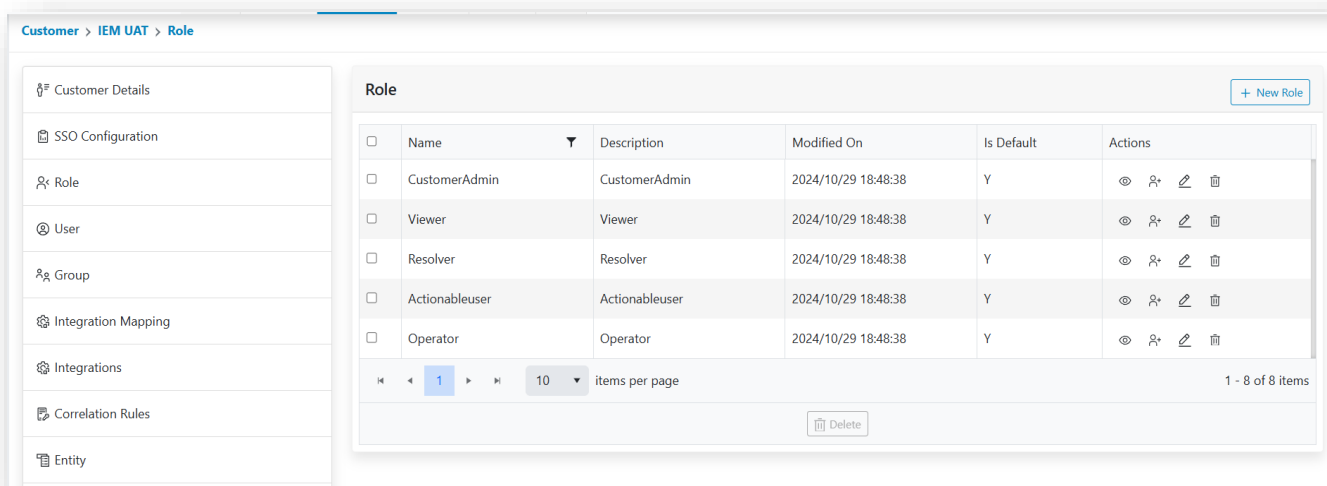 Customer > IEM UAT > Role
Customer Details
SSO Configuration
Role
User
Group
Integration Mapping
Integrations
Correlation Rules
Entity
Role
+ New Role
Name Description Modified On Is Default Actions
CustomerAdmin CustomerAdmin 2024/10/29 18:48:38 Y
Viewer Viewer 2024/10/29 18:48:38 Y
Resolver Resolver 2024/10/29 18:48:38 Y
Actionableuser Actionableuser 2024/10/29 18:48:38 Y
Operator Operator 2024/10/29 18:48:38 Y
1 10 items per page 1 - 8 of 8 items
Delete